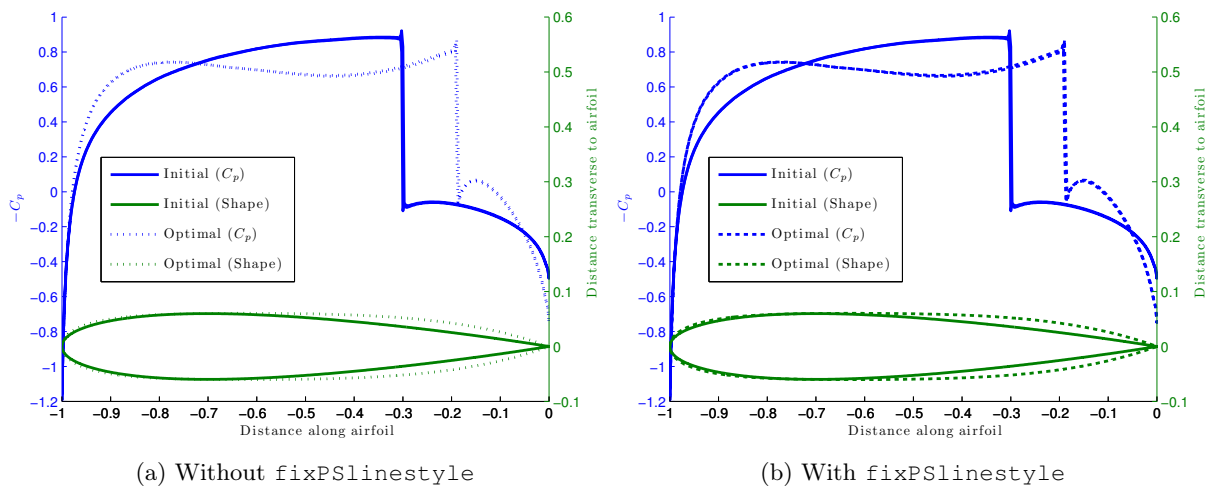 1
0.8
0.6
0.4
0.2
0
−0.2
−0.4
−0.6
−0.8
−1
−1.2
−C_p
Initial (C_p)
Initial (Shape)
Optimal (C_p)
Optimal (Shape)
0.6
0.5
0.4
0.3
0.2
0.1
0
−0.1
Distance transverse to airfoil
−1 −0.9 −0.8 −0.7 −0.6 −0.5 −0.4 −0.3 −0.2 −0.1 0
Distance along airfoil
(a) Without fixPSlinestyle
1
0.8
0.6
0.4
0.2
0
−0.2
−0.4
−0.6
−0.8
−1
−1.2
−C_p
Initial (C_p)
Initial (Shape)
Optimal (C_p)
Optimal (Shape)
0.6
0.5
0.4
0.3
0.2
0.1
0
−0.1
Distance transverse to airfoil
−1 −0.9 −0.8 −0.7 −0.6 −0.5 −0.4 −0.3 −0.2 −0.1 0
Distance along airfoil
(b) With fixPSlinestyle